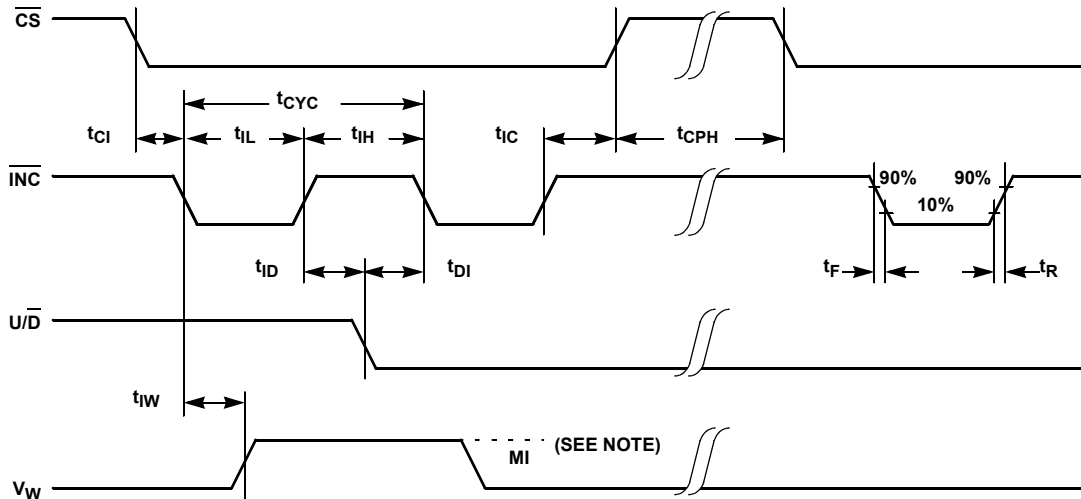 CS
tCYC
tCI tIL tIH tIC tCPH
INC
90% 90%
10%
tID tDI tF tR
U/D
tIW
MI (SEE NOTE)
VW